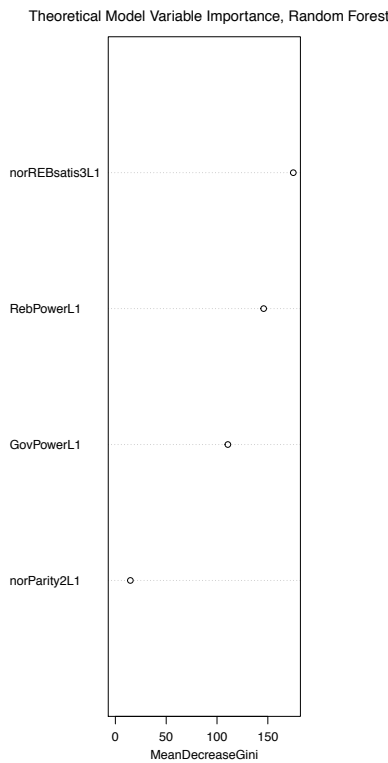 Theoretical Model Variable Importance, Random Forest
norREBsatis3L1
RebPowerL1
GovPowerL1
norParity2L1
0 50 100 150
MeanDecreaseGini